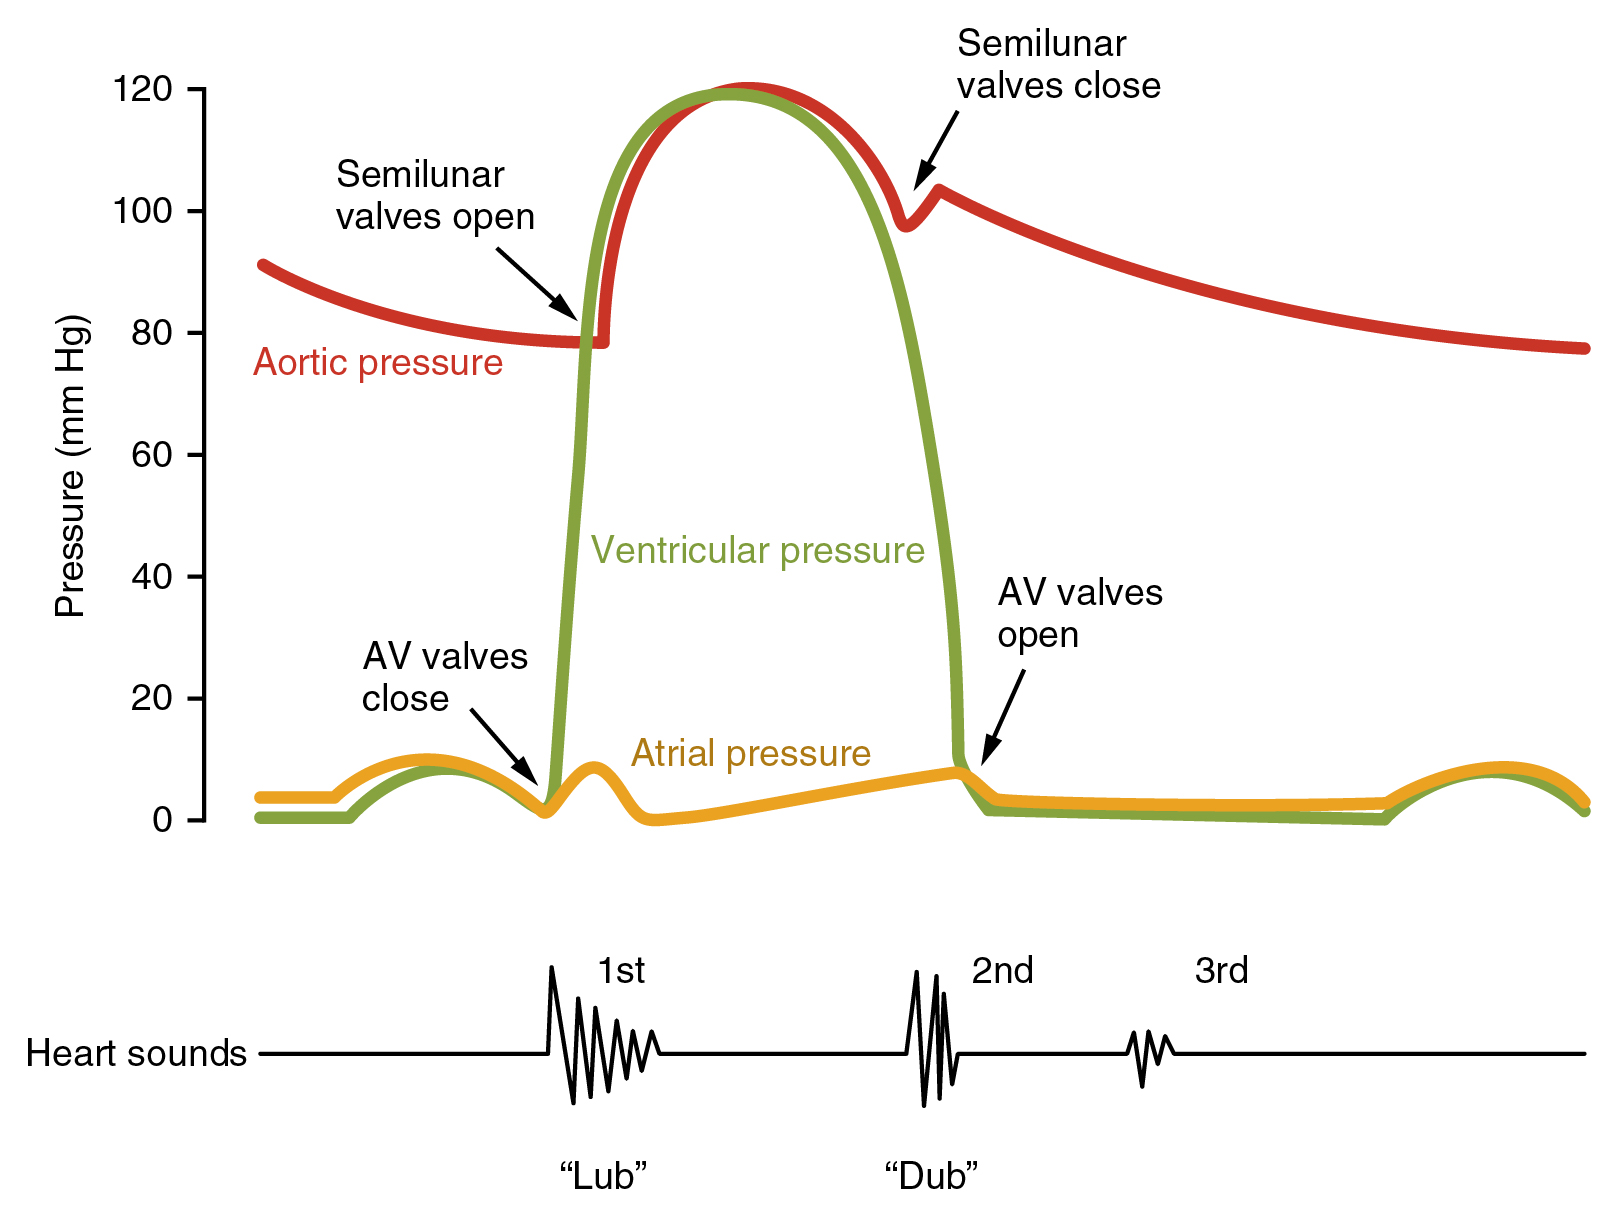 Semilunar
valves close
120
Semilunar
valves open
100
80
Aortic pressure
Pressure (mm Hg)
60
Ventricular pressure
40
AV valves
open
AV valves
close
20
Atrial pressure
0
1st
2nd
3rd
Heart sounds
“Lub”
“Dub”